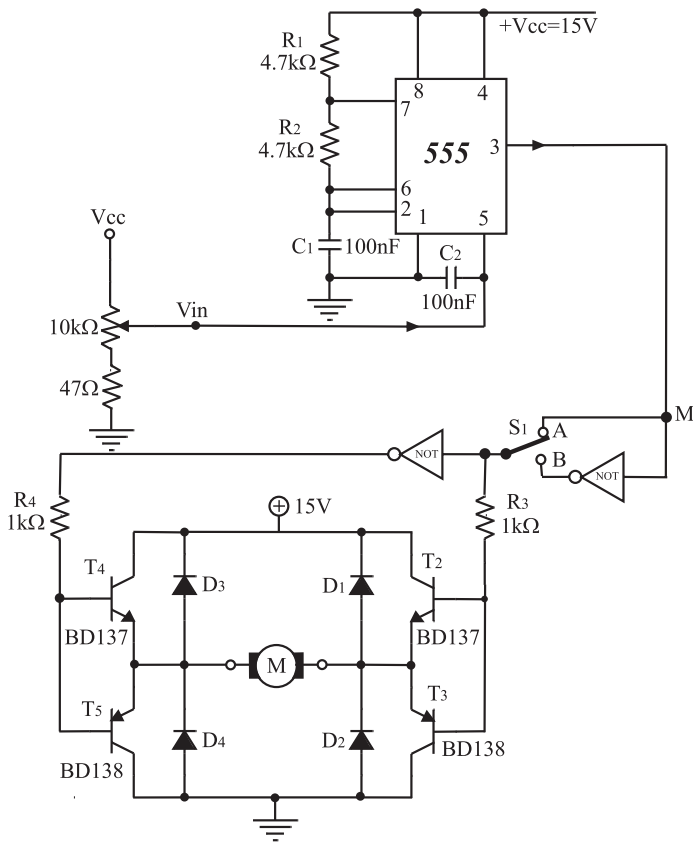 +Vcc=15V
R1
4.7kΩ
8
4
7
R2
4.7kΩ
555
3
6
2
1
5
C1
100nF
C2
100nF
Vcc
Vin
10kΩ
47Ω
M
S1
A
B
NOT
NOT
R4
1kΩ
R3
1kΩ
15V
T4
D3
D1
T2
BD137
BD137
M
T5
T3
D4
D2
BD138
BD138